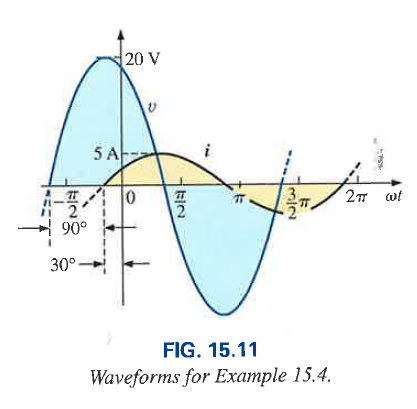 20 V
v
5 A
i
-π/2
0
π/2
π
3/2 π
2π
ωt
90°
30°
FIG. 15.11
Waveforms for Example 15.4.